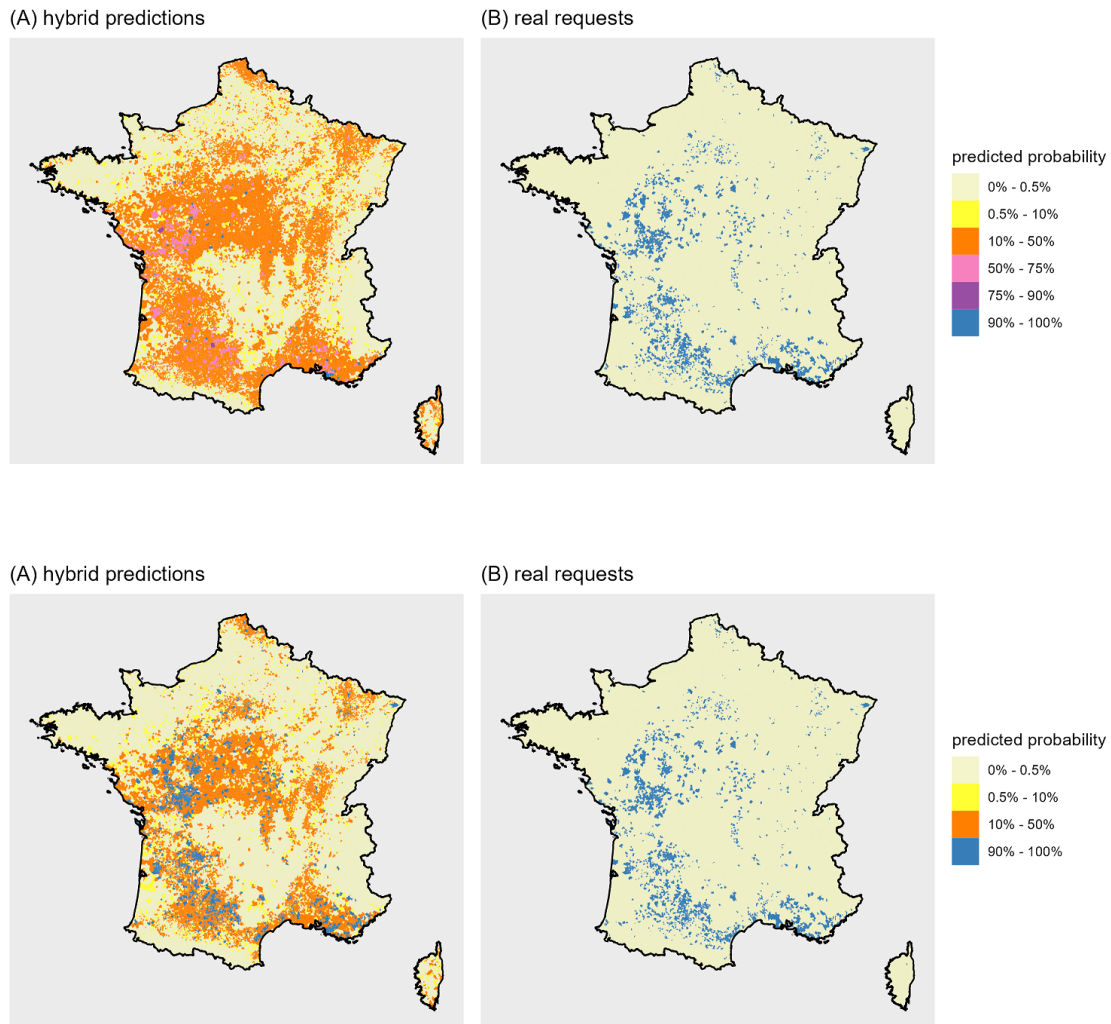 (A) hybrid predictions
(B) real requests
predicted probability
0% - 0.5%
0.5% - 10%
10% - 50%
50% - 75%
75% - 90%
90% - 100%
(A) hybrid predictions
(B) real requests
predicted probability
0% - 0.5%
0.5% - 10%
10% - 50%
90% - 100%